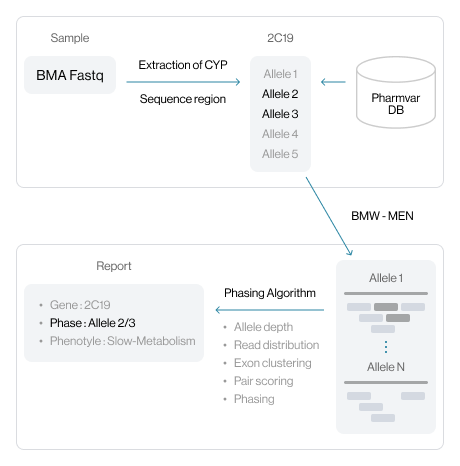 Sample
2C19
BMA Fastq
Extraction of CYP
Sequence region
Allele 1
Allele 2
Allele 3
Allele 4
Allele 5
Pharmvar
DB
BMW - MEN
Report
Gene : 2C19
Phase : Allele 2/3
Phenotyle : Slow-Metabolism
Phasing Algorithm
• Allele depth
• Read distribution
• Exon clustering
• Pair scoring
• Phasing
Allele 1
Allele N